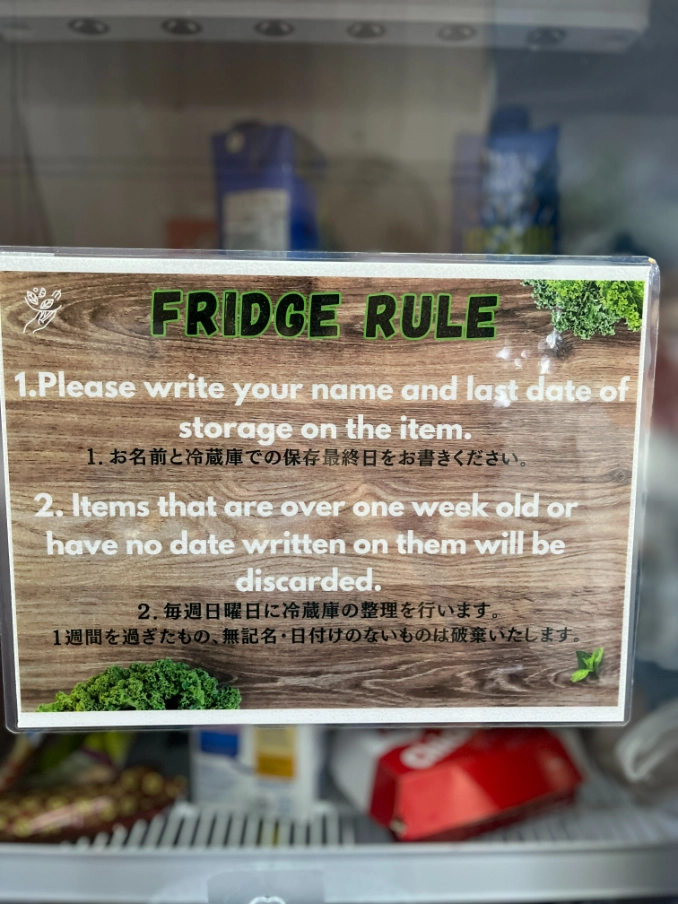 FRIDGE RULE
1.Please write your name and last date of
storage on the item.
1. お名前と冷蔵庫での保存最終日をお書きください。
2. Items that are over one week old or
have no date written on them will be
discarded.
2. 毎週日曜日に冷蔵庫の整理を行います。
1週間を過ぎたもの、無記名・日付けのないものは破棄いたします。